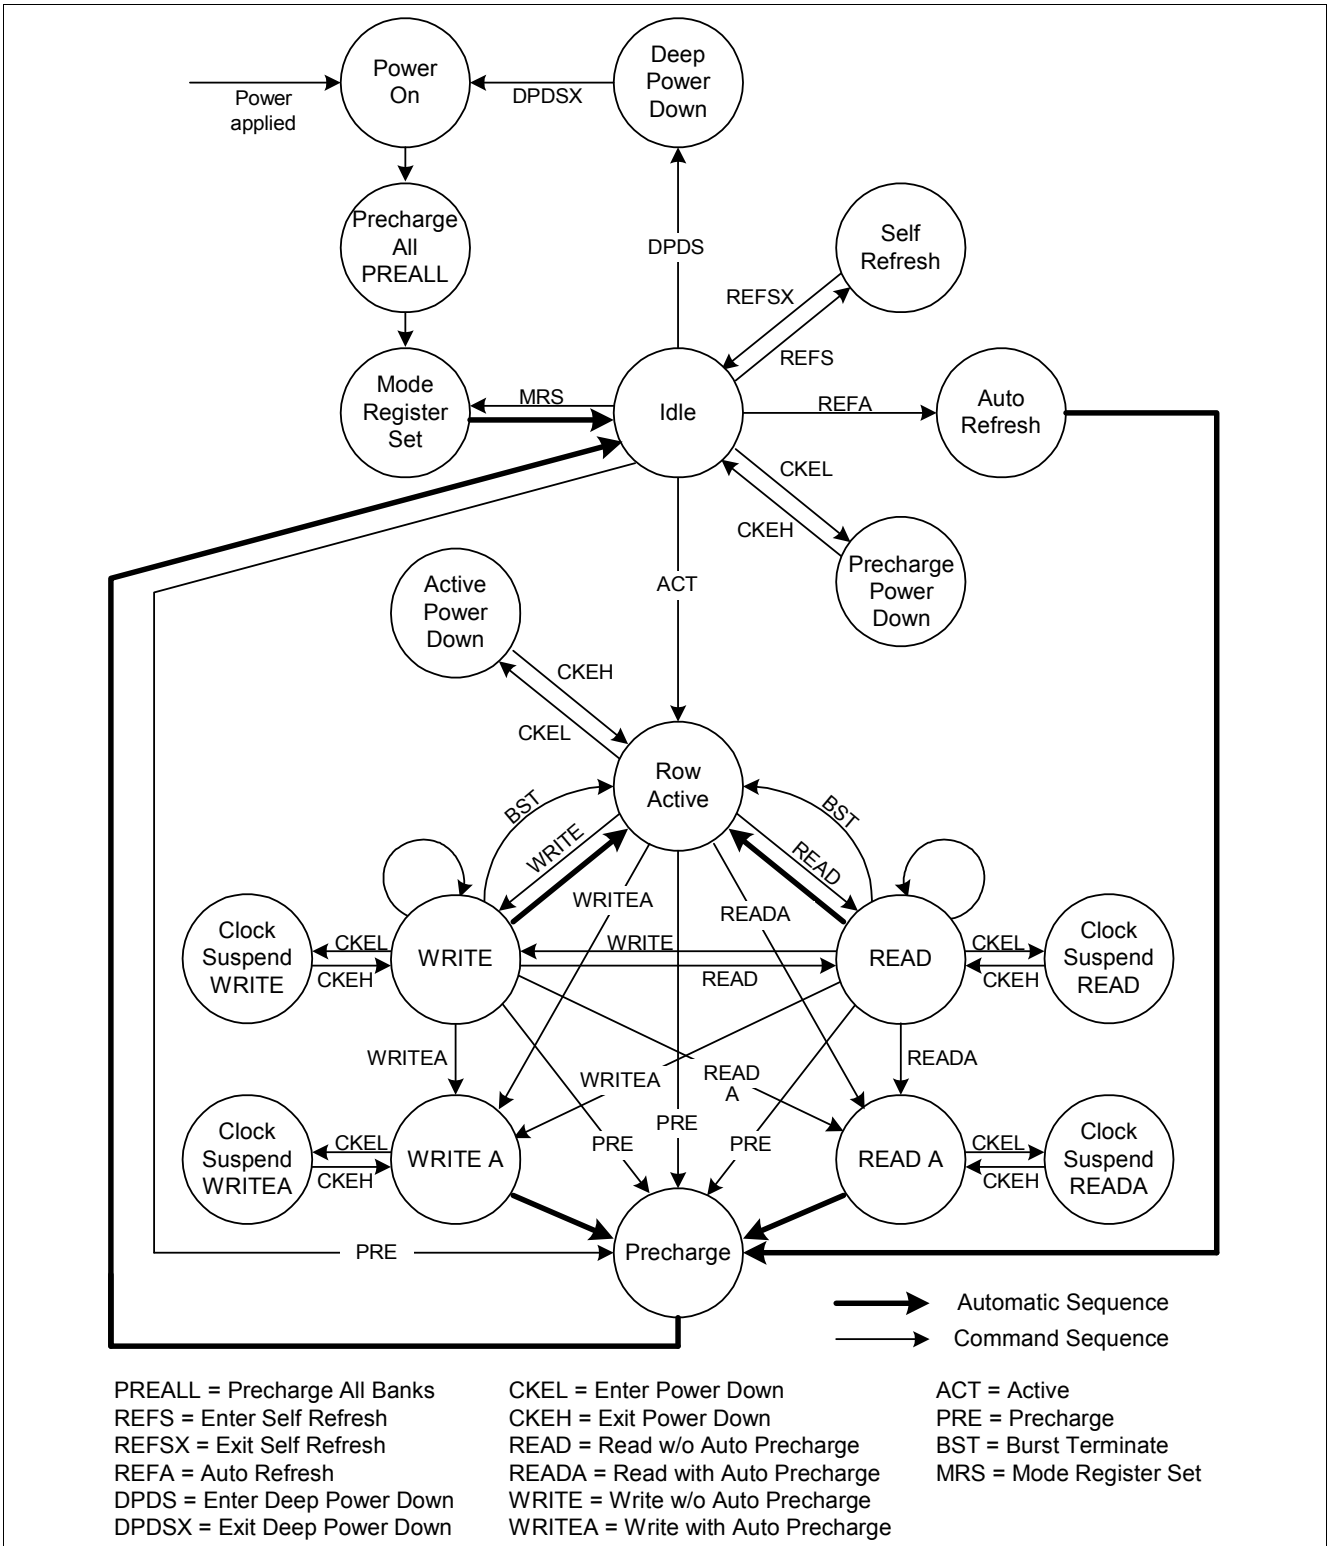 Power
On
Deep
Power
Down
DPDSX
Power
applied
Precharge
All
PREALL
Self
Refresh
DPDS
REFSX
REFS
Mode
Register
Set
MRS
Idle
REFA
Auto
Refresh
CKEL
CKEH
Precharge
Power
Down
Active
Power
Down
ACT
CKEH
CKEL
Row
Active
BST
WRITE
READ
BST
WRITEA
READA
Clock
Suspend
WRITE
CKEL
CKEH
WRITE
WRITE
READ
READ
CKEL
CKEH
Clock
Suspend
READ
WRITEA
WRITEA
READ
A
READA
Clock
Suspend
WRITEA
CKEL
CKEH
WRITE A
PRE
PRE
PRE
READ A
CKEL
CKEH
Clock
Suspend
READA
PRE
Precharge
Automatic Sequence
Command Sequence
PREALL = Precharge All Banks
REFS = Enter Self Refresh
REFSX = Exit Self Refresh
REFA = Auto Refresh
DPDS = Enter Deep Power Down
DPDSX = Exit Deep Power Down
CKEL = Enter Power Down
CKEH = Exit Power Down
READ = Read w/o Auto Precharge
READA = Read with Auto Precharge
WRITE = Write w/o Auto Precharge
WRITEA = Write with Auto Precharge
ACT = Active
PRE = Precharge
BST = Burst Terminate
MRS = Mode Register Set